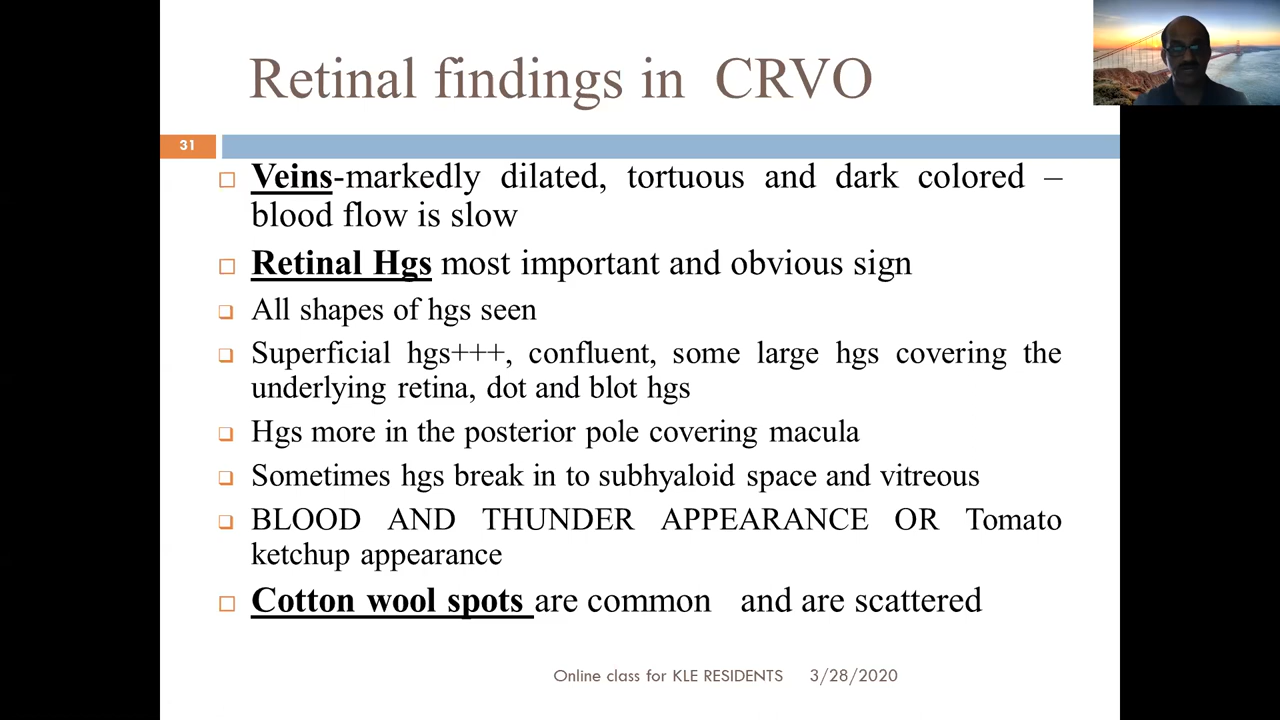 Retinal findings in CRVO
31
Veins-markedly dilated, tortuous and dark colored –
blood flow is slow
Retinal Hgs most important and obvious sign
All shapes of hgs seen
Superficial hgs+++, confluent, some large hgs covering the
underlying retina, dot and blot hgs
Hgs more in the posterior pole covering macula
Sometimes hgs break in to subhyaloid space and vitreous
BLOOD AND THUNDER APPEARANCE OR Tomato
ketchup appearance
Cotton wool spots are common and are scattered
Online class for KLE RESIDENTS 3/28/2020